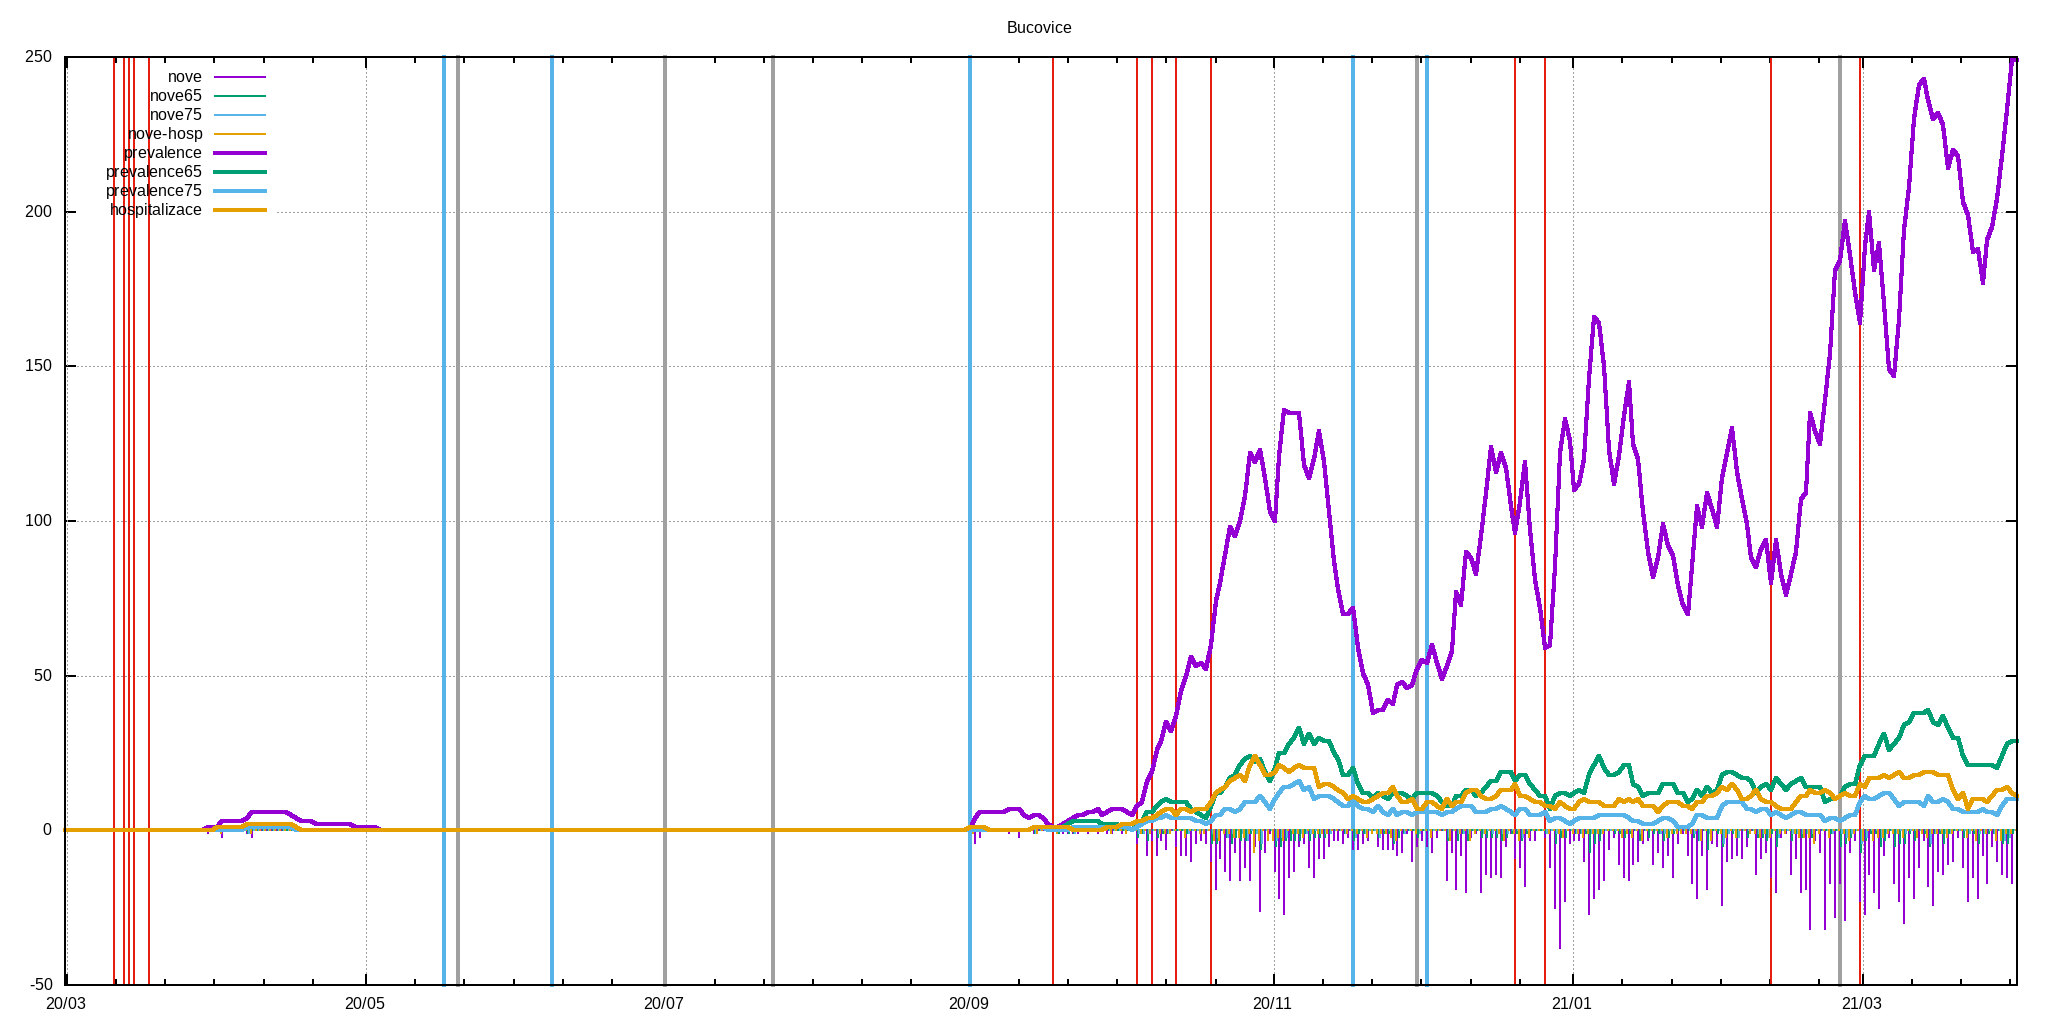 Bucovice
250
200
150
100
50
0
-50
nove
nove65
nove75
nove-hosp
prevalence
prevalence65
prevalence75
hospitalizace
20/03 20/05 20/07 20/09 20/11 21/01 21/03